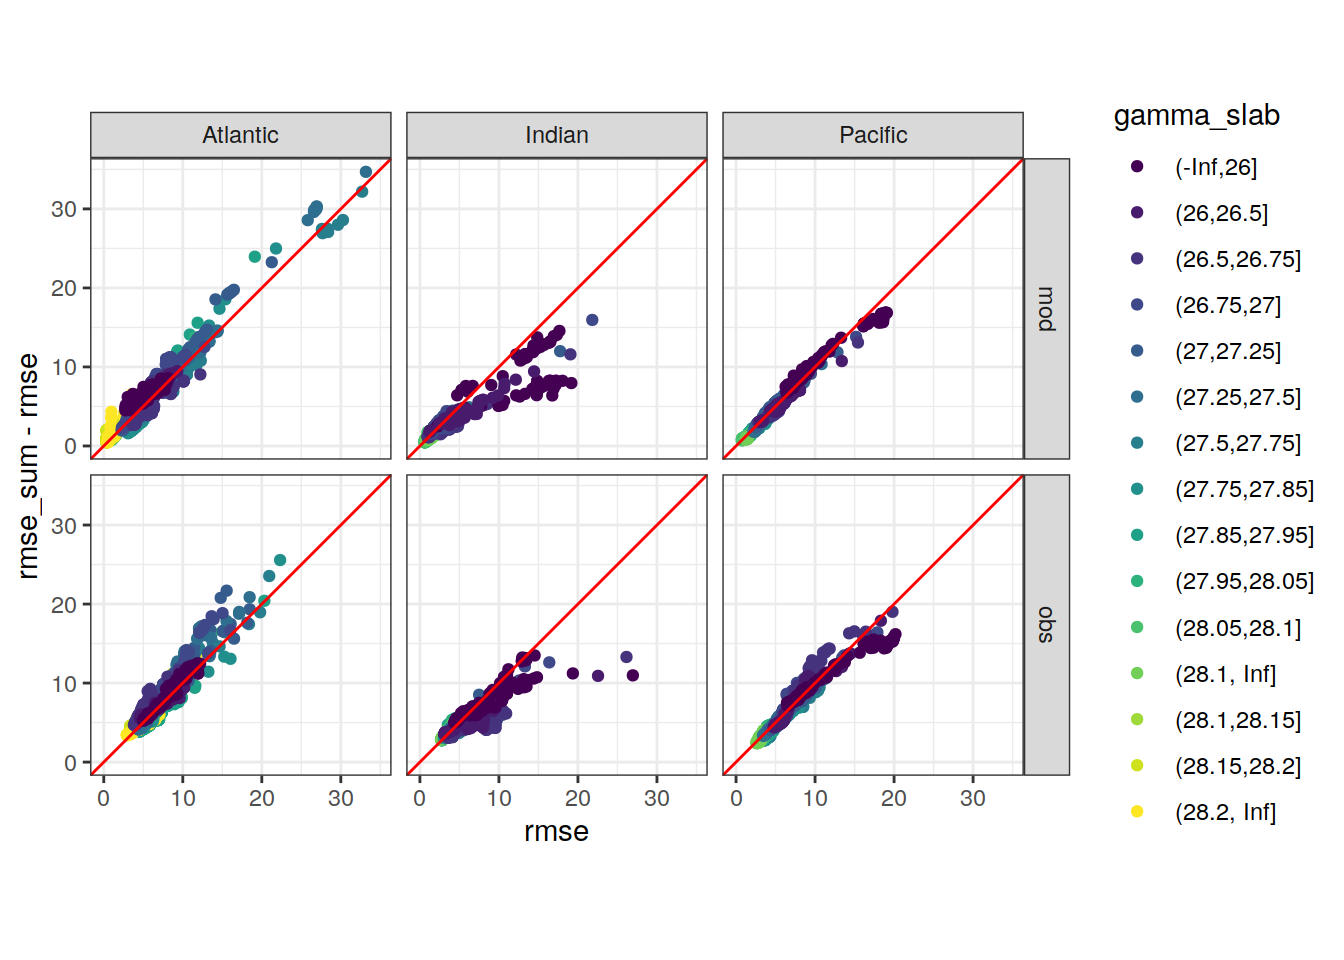 Atlantic
Indian
Pacific
30
20
10
0
mod
30
20
10
0
obs
0 10 20 30
0 10 20 30
0 10 20 30
rmse
rmse_sum - rmse
gamma_slab
(-Inf,26]
(26,26.5]
(26.5,26.75]
(26.75,27]
(27,27.25]
(27.25,27.5]
(27.5,27.75]
(27.75,27.85]
(27.85,27.95]
(27.95,28.05]
(28.05,28.1]
(28.1, Inf]
(28.1,28.15]
(28.15,28.2]
(28.2, Inf]